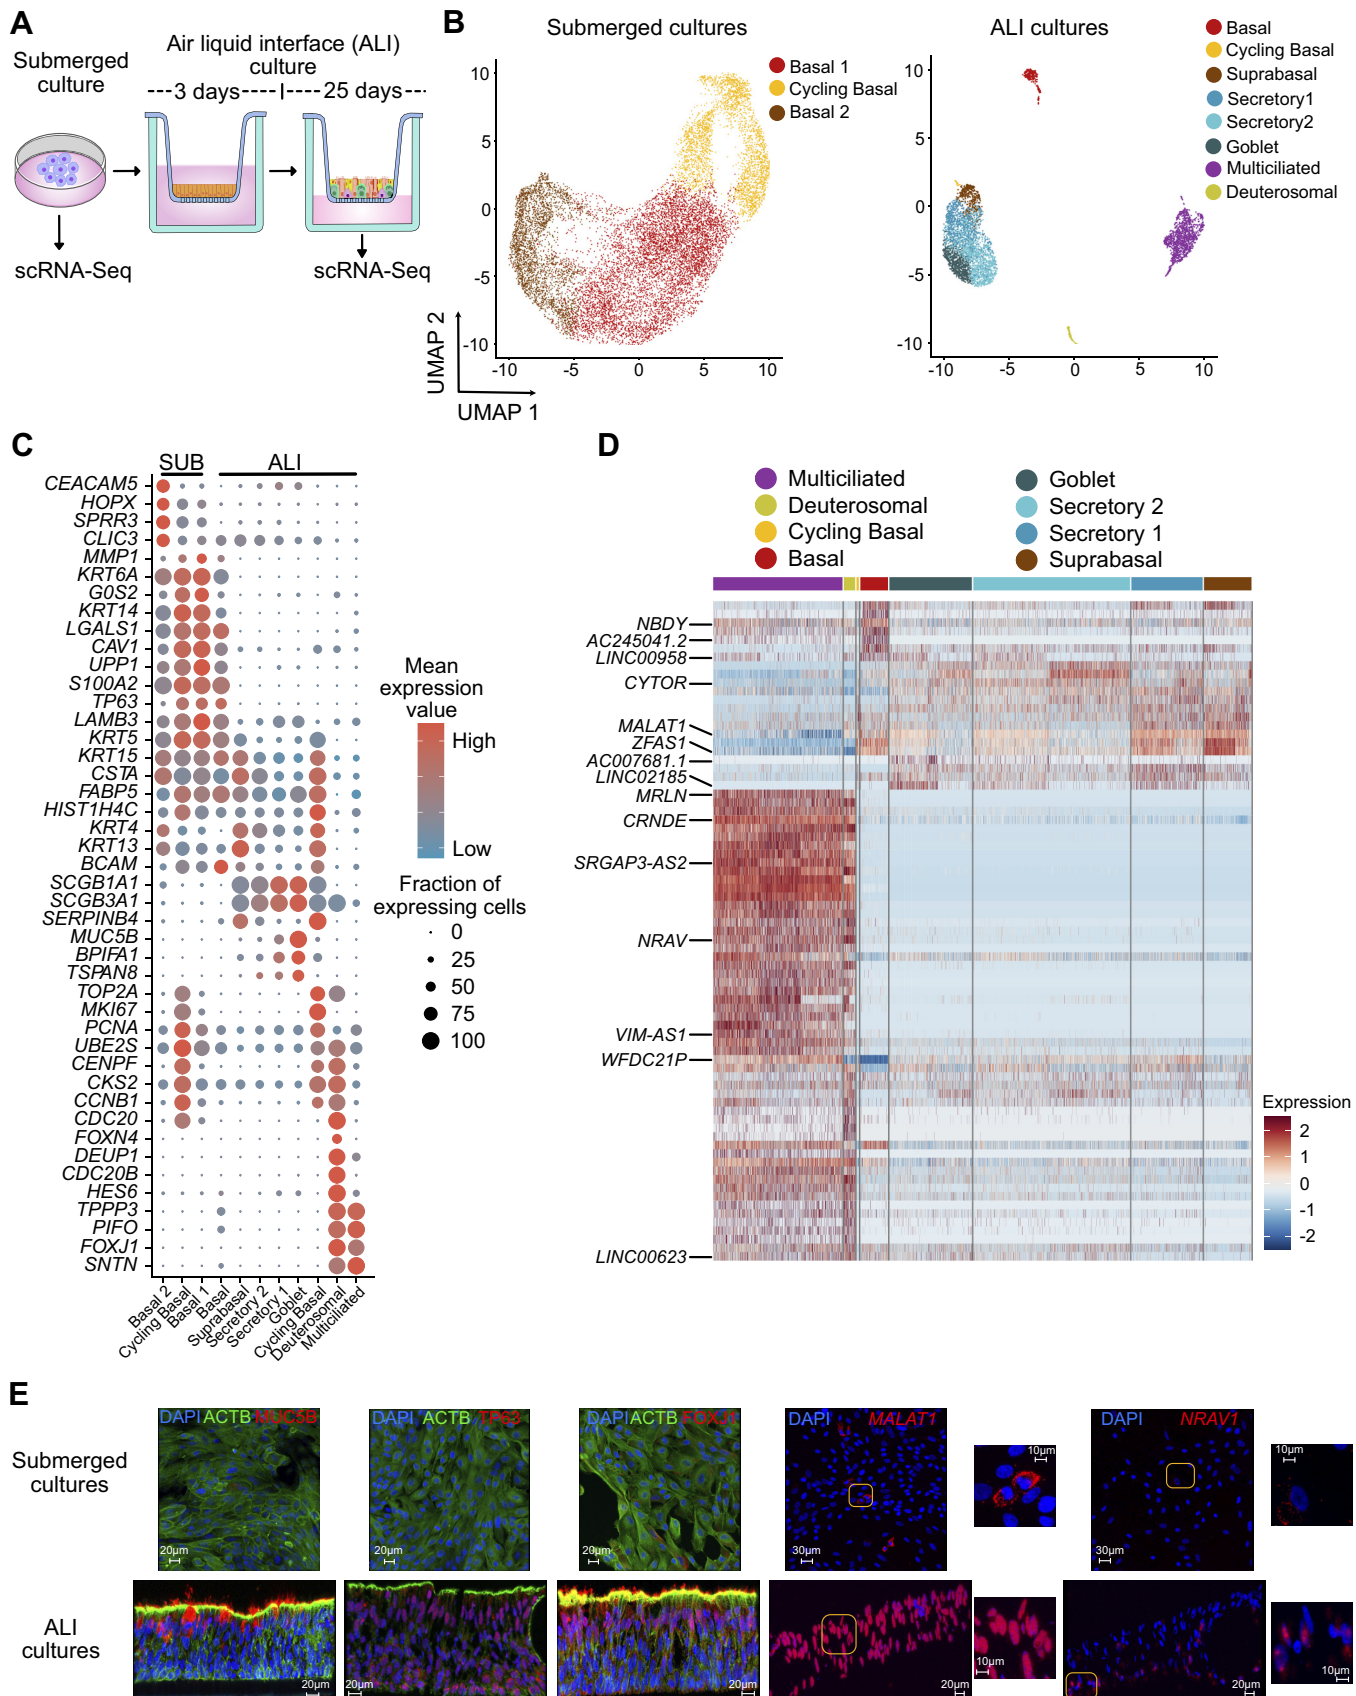 A
Submerged
culture
Air liquid interface (ALI)
culture
3 days
25 days
scRNA-Seq
scRNA-Seq
B
Submerged cultures
Basal 1
Cycling Basal
Basal 2
10
5
0
-5
-10
-10
-5
0
5
10
UMAP 2
UMAP 1
ALI cultures
Basal
Cycling Basal
Suprabasal
Secretory1
Secretory2
Goblet
Multiciliated
Deuterosomal
10
5
0
-5
-10
-10
-5
0
5
10
C
SUB
ALI
CEACAM5
HOPX
SPRR3
CLIC3
MMP1
KRT6A
G0S2
KRT14
LGALS1
CAV1
UPP1
S100A2
TP63
LAMB3
KRT5
KRT15
CSTA
FABP5
HIST1H4C
KRT4
KRT13
BCAM
SCGB1A1
SCGB3A1
SERPINB4
MUC5B
BPIFA1
TSPAN8
TOP2A
MKI67
PCNA
UBE2S
CENPF
CKS2
CCNB1
CDC20
FOXN4
DEUP1
CDC20B
HES6
TPPP3
PIFO
FOXJ1
SNTN
Basal 2
Cycling Basal
Basal 1
Basal
Suprabasal
Secretory 2
Secretory 1
Goblet
Cycling Basal
Deuterosomal
Multiciliated
Mean
expression
value
High
Low
Fraction of
expressing cells
0
25
50
75
100
D
Multiciliated
Deuterosomal
Cycling Basal
Basal
Goblet
Secretory 2
Secretory 1
Suprabasal
NBDY
AC245041.2
LINC00958
CYTOR
MALAT1
ZFAS1
AC007681.1
LINC02185
MRLN
CRNDE
SRGAP3-AS2
NRAV
VIM-AS1
WFDC21P
LINC00623
Expression
2
1
0
-1
-2
E
Submerged
cultures
DAPI ACTB MUC5B
20µm
DAPI ACTB TP63
20µm
DAPI ACTB FOXJ1
20µm
DAPI MALAT1
30µm
10µm
DAPI NRAV1
30µm
10µm
ALI
cultures
20µm
20µm
20µm
20µm
10µm
20µm
10µm